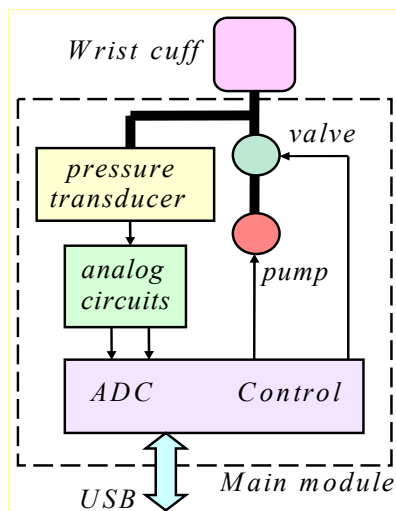 Wrist cuff
valve
pressure
transducer
pump
analog
circuits
ADC
Control
Main module
USB